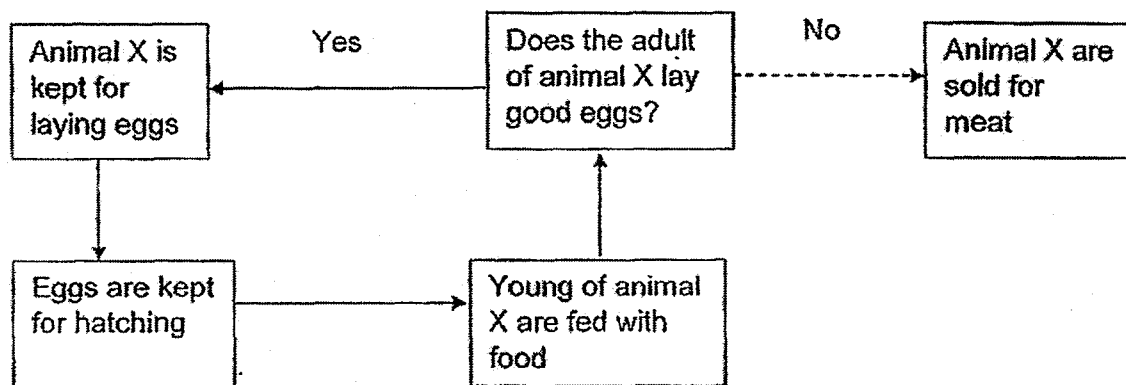 Animal X is
kept for
laying eggs
Yes
Does the adult
of animal X lay
good eggs?
No
Animal X are
sold for
meat
Eggs are kept
for hatching
Young of animal
X are fed with
food